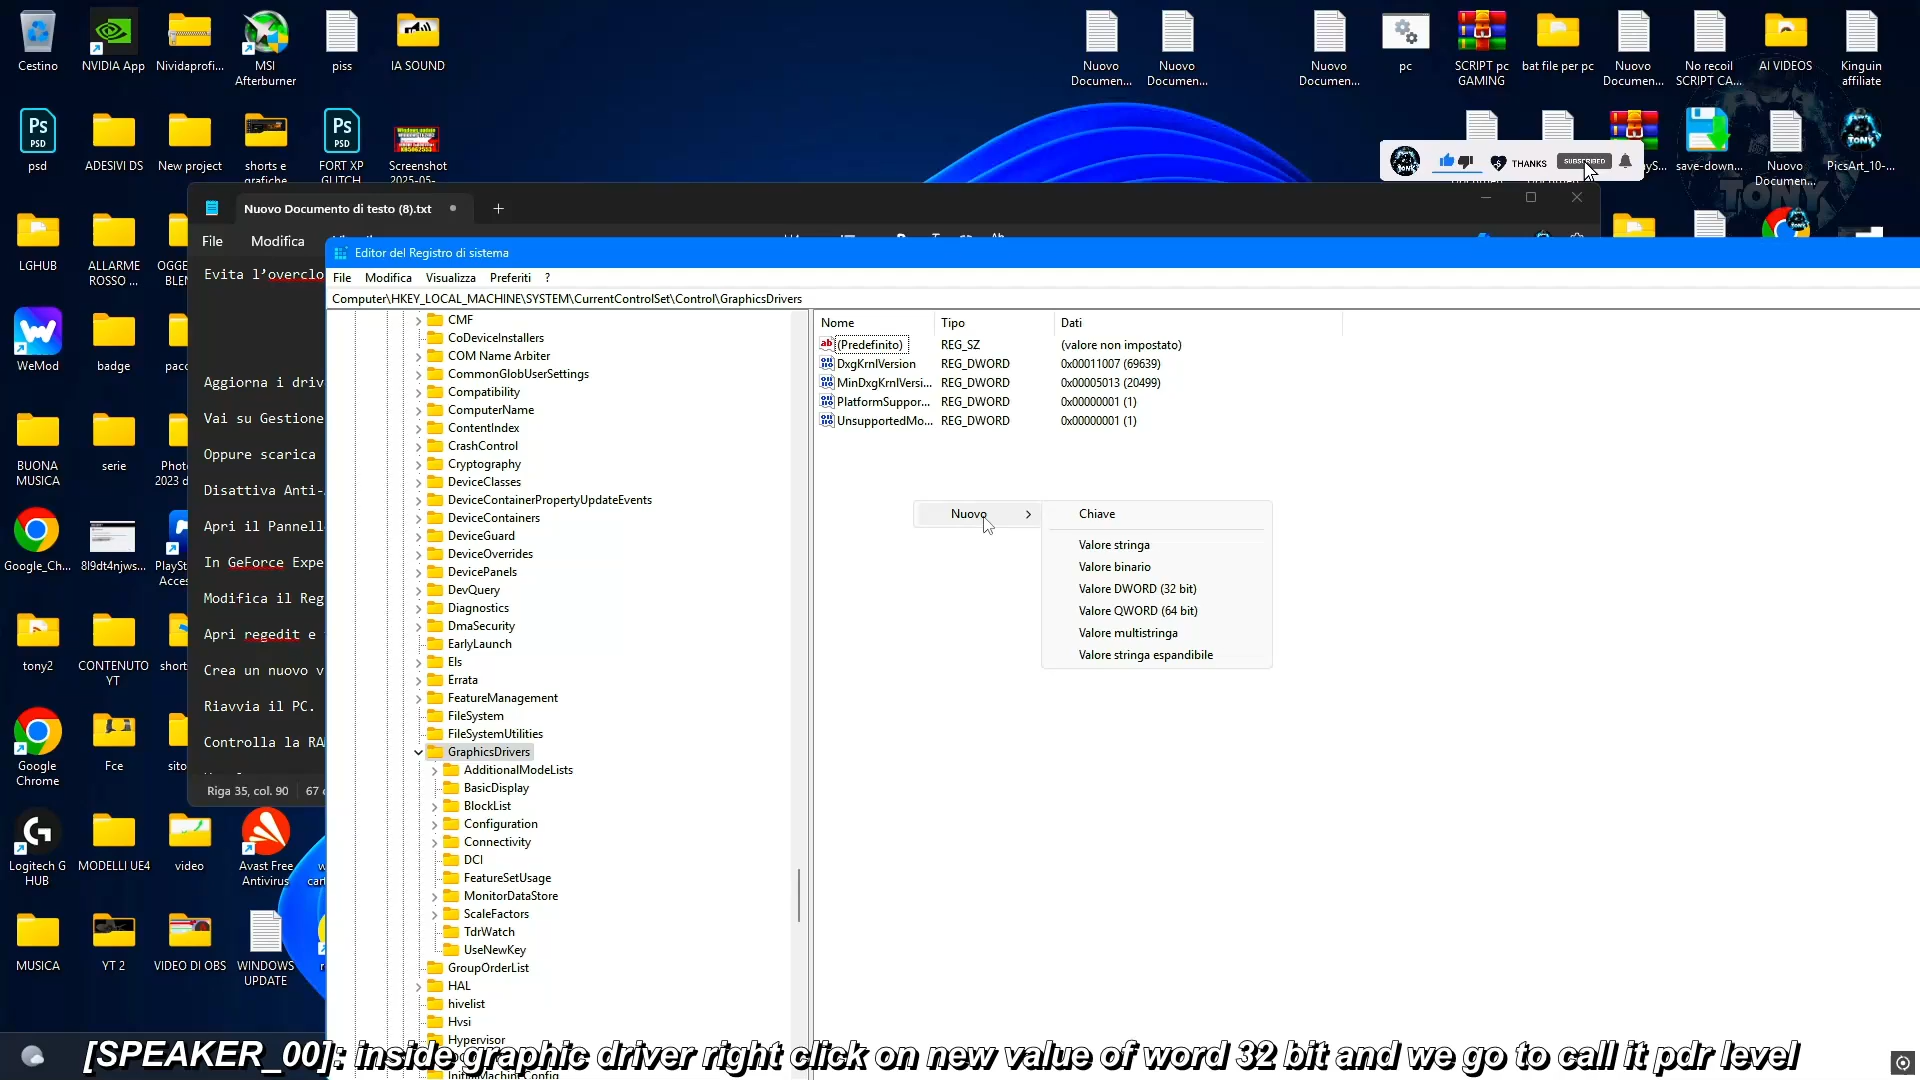 Cestino
NVIDIA App
Nividaprofi...
MSI
Afterburner
piss
IA SOUND
Nuovo
Documen...
Nuovo
Documen...
Nuovo
Documen...
pc
SCRIPT pc
GAMING
bat file per pc
Nuovo
Documen...
No recoil
SCRIPT CA...
AI VIDEOS
Kinguin
affiliate
Ps
PSD
psd
ADESIVI DS
New project
shorts e
grafiche
Ps
PSD
FORT XP
GLITCH
Screenshot
2025-05-
THANKS
SUBSCRIBED
save-down...
Nuovo
Documen...
PicsArt_10-...
TONY
Nuovo Documento di testo (8).txt
File
Modifica
Editor del Registro di sistema
File
Modifica
Visualizza
Preferiti
?
Computer\HKEY_LOCAL_MACHINE\SYSTEM\CurrentControlSet\Control\GraphicsDrivers
Evita l’overclo
Aggiorna i driv
Vai su Gestione
Oppure scarica
Disattiva Anti-
Apri il Pannell
In GeForce Expe
Modifica il Reg
Apri regedit e
Crea un nuovo v
Riavvia il PC.
Controlla la RA
Riga 35, col. 90
CMF
CoDeviceInstallers
COM Name Arbiter
CommonGlobUserSettings
Compatibility
ComputerName
ContentIndex
CrashControl
Cryptography
DeviceClasses
DeviceContainerPropertyUpdateEvents
DeviceContainers
DeviceGuard
DeviceOverrides
DevicePanels
DevQuery
Diagnostics
DmaSecurity
EarlyLaunch
Els
Errata
FeatureManagement
FileSystem
FileSystemUtilities
GraphicsDrivers
AdditionalModeLists
BasicDisplay
BlockList
Configuration
Connectivity
DCI
FeatureSetUsage
MonitorDataStore
ScaleFactors
TdrWatch
UseNewKey
GroupOrderList
HAL
hivelist
Hvsi
Hypervisor
InitialMachineConfig
Nome Tipo Dati
(Predefinito) REG_SZ (valore non impostato)
DxgKrnlVersion REG_DWORD 0x00011007 (69639)
MinDxgKrnlVersi... REG_DWORD 0x00005013 (20499)
PlatformSuppor... REG_DWORD 0x00000001 (1)
UnsupportedMo... REG_DWORD 0x00000001 (1)
Nuovo
Chiave
Valore stringa
Valore binario
Valore DWORD (32 bit)
Valore QWORD (64 bit)
Valore multistringa
Valore stringa espandibile
LGHUB
ALLARME
ROSSO ...
WeMod
badge
BUONA
MUSICA
serie
Google_Ch...
8l9dt4njws...
tony2
CONTENUTO
YT
Google
Chrome
Fce
Logitech G
HUB
MODELLI UE4
video
Avast Free
Antivirus
MUSICA
YT 2
VIDEO DI OBS
WINDOWS
UPDATE
[SPEAKER_00]: inside graphic driver right click on new value of word 32 bit and we go to call it pdr level